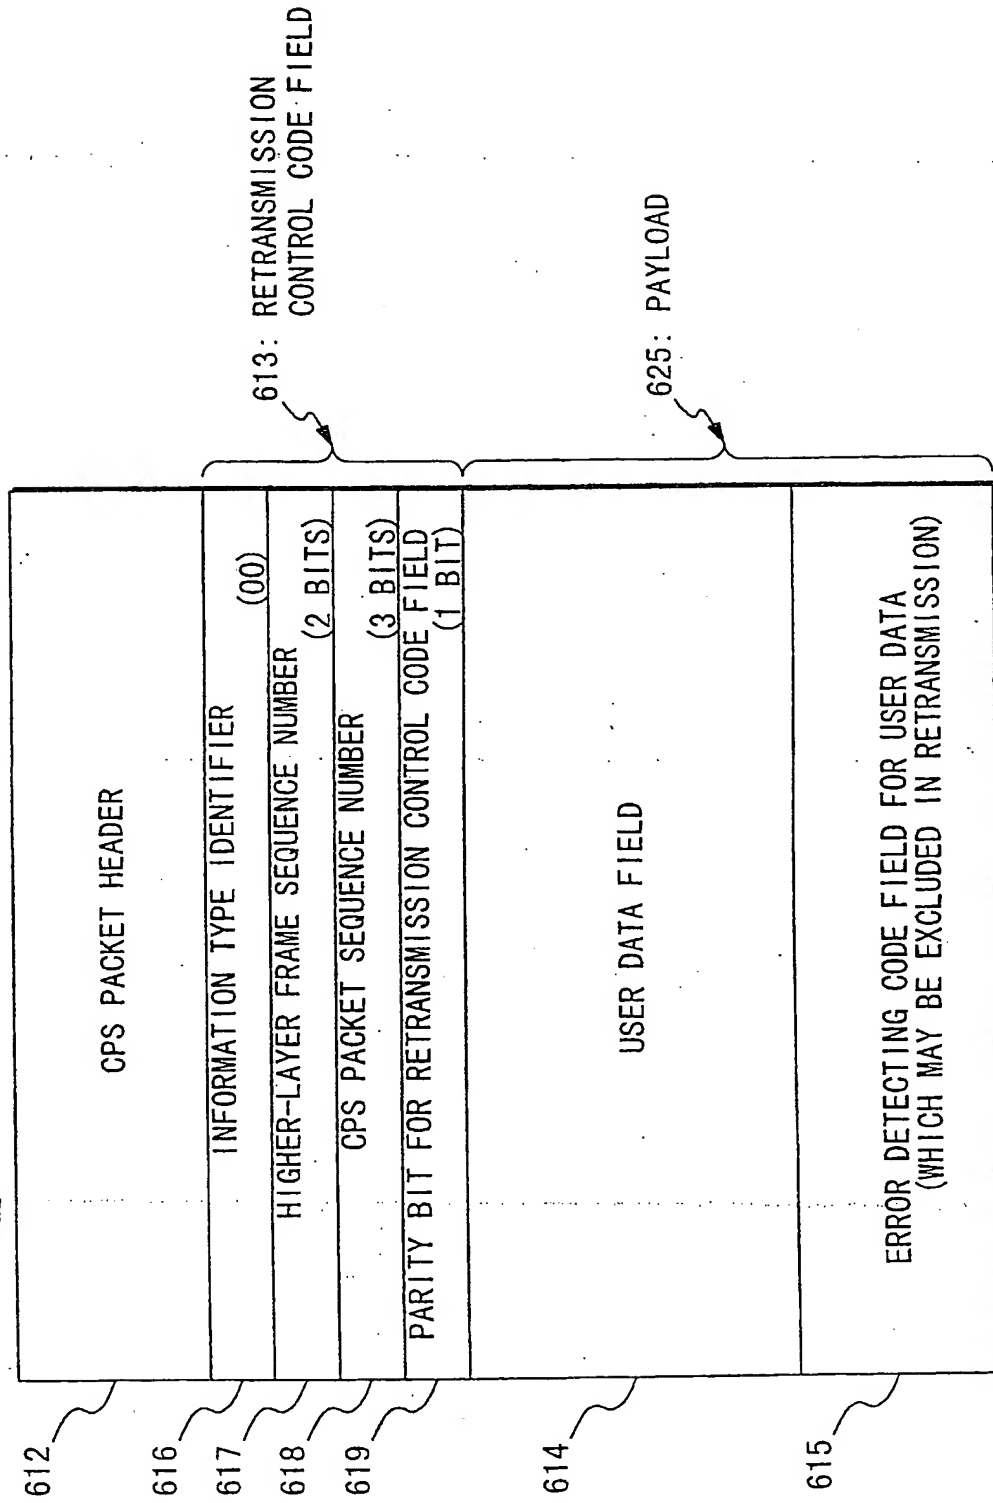 612
CPS PACKET HEADER
616
INFORMATION TYPE IDENTIFIER
(00)
617
HIGHER-LAYER FRAME SEQUENCE NUMBER
(2 BITS)
618
CPS PACKET SEQUENCE NUMBER
(3 BITS)
619
PARITY BIT FOR RETRANSMISSION CONTROL CODE FIELD
(1 BIT)
613: RETRANSMISSION
CONTROL CODE FIELD
614
USER DATA FIELD
625: PAYLOAD
615
ERROR DETECTING CODE FIELD FOR USER DATA
(WHICH MAY BE EXCLUDED IN RETRANSMISSION)